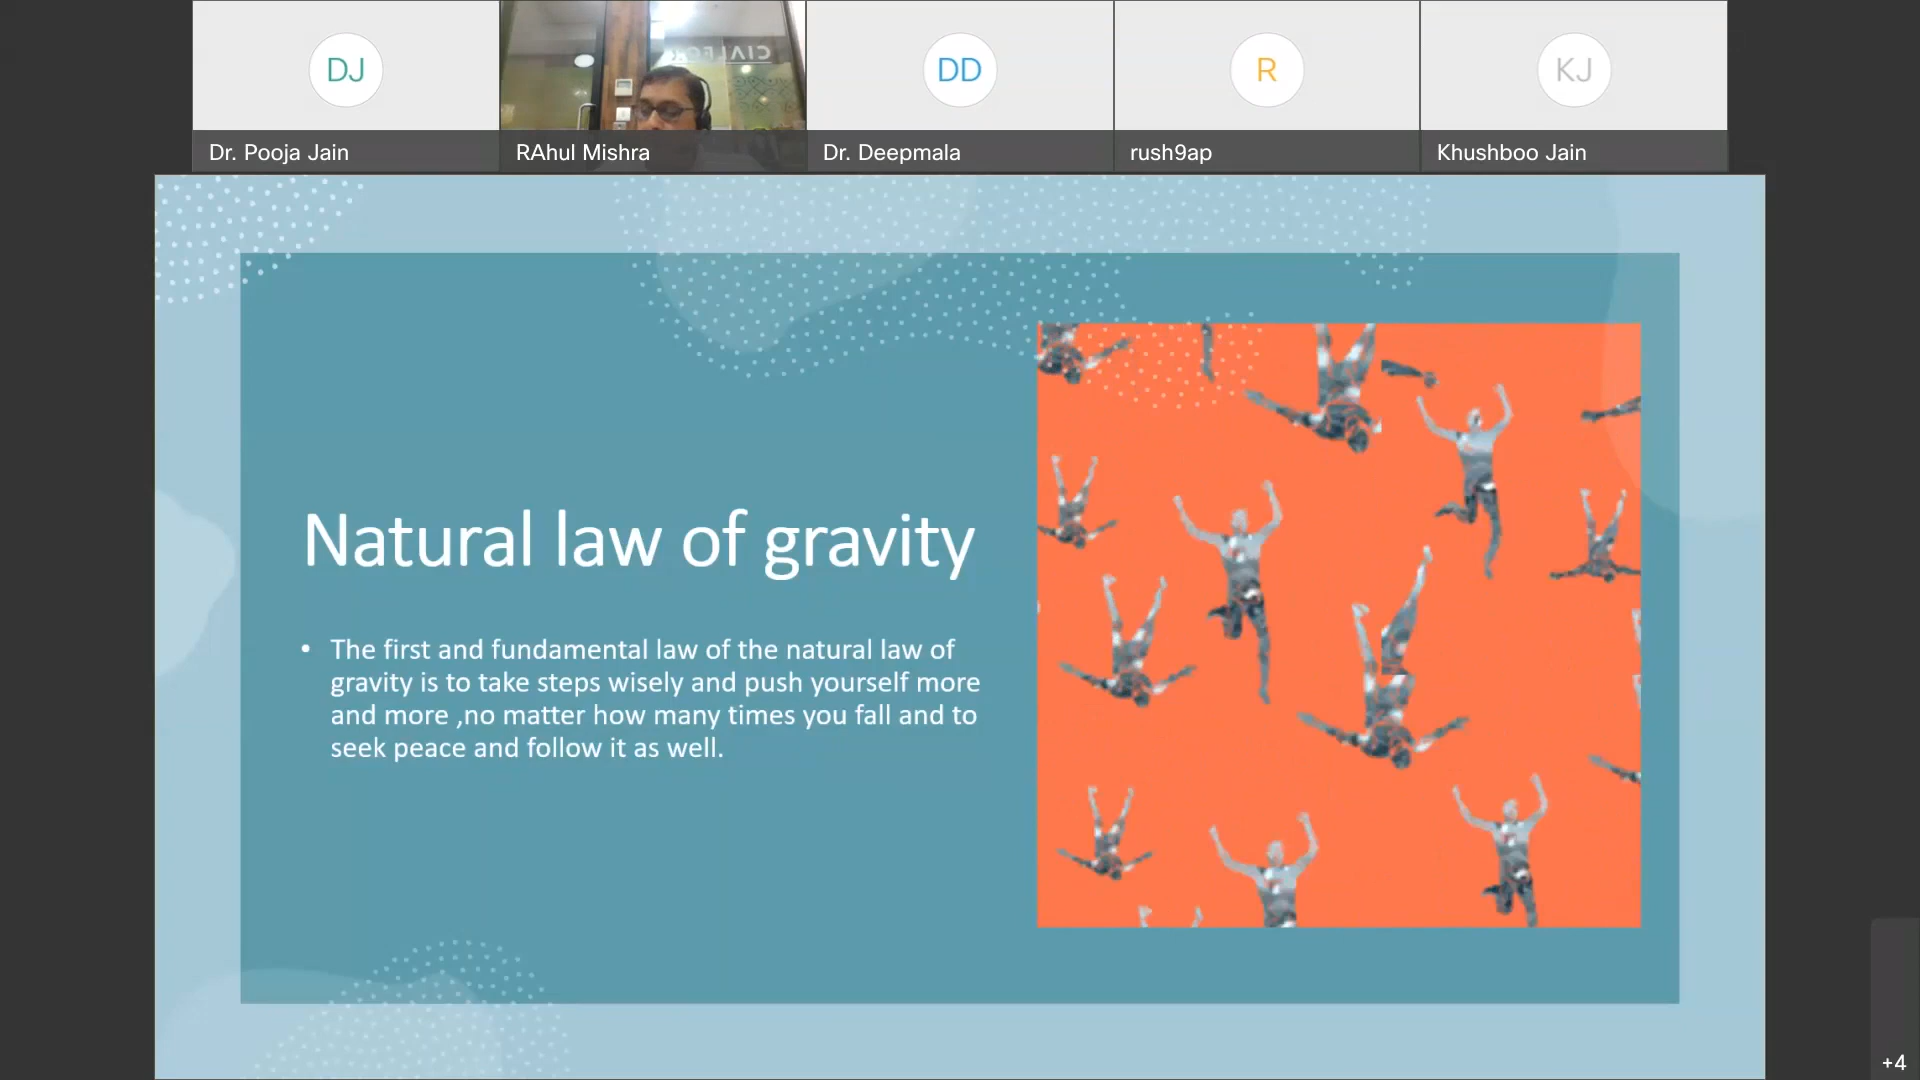 DJ
DD
R
KJ
Dr. Pooja Jain
RAhul Mishra
Dr. Deepmala
rush9ap
Khushboo Jain
Natural law of gravity
• The first and fundamental law of the natural law of
gravity is to take steps wisely and push yourself more
and more ,no matter how many times you fall and to
seek peace and follow it as well.
+4